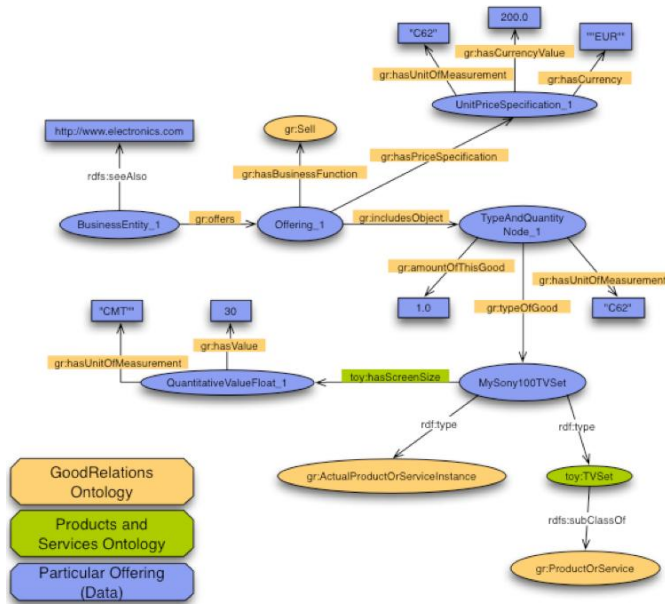 "C62"
200.0
""EUR""
gr:hasCurrencyValue
gr:hasUnitOfMeasurement
gr:hasCurrency
UnitPriceSpecification_1
http://www.electronics.com
gr:Sell
gr:hasPriceSpecification
rdfs:seeAlso
gr:hasBusinessFunction
BusinessEntity_1
gr:offers
Offering_1
gr:includesObject
TypeAndQuantity
Node_1
gr:amountOfThisGood
gr:hasUnitOfMeasurement
"CMT""
30
1.0
gr:typeOfGood
"C62"
gr:hasValue
gr:hasUnitOfMeasurement
QuantitativeValueFloat_1
toy:hasScreenSize
MySony100TVSet
rdf:type
rdf:type
gr:ActualProductOrServiceInstance
toy:TVSet
rdfs:subClassOf
gr:ProductOrService
GoodRelations
Ontology
Products and
Services Ontology
Particular Offering
(Data)